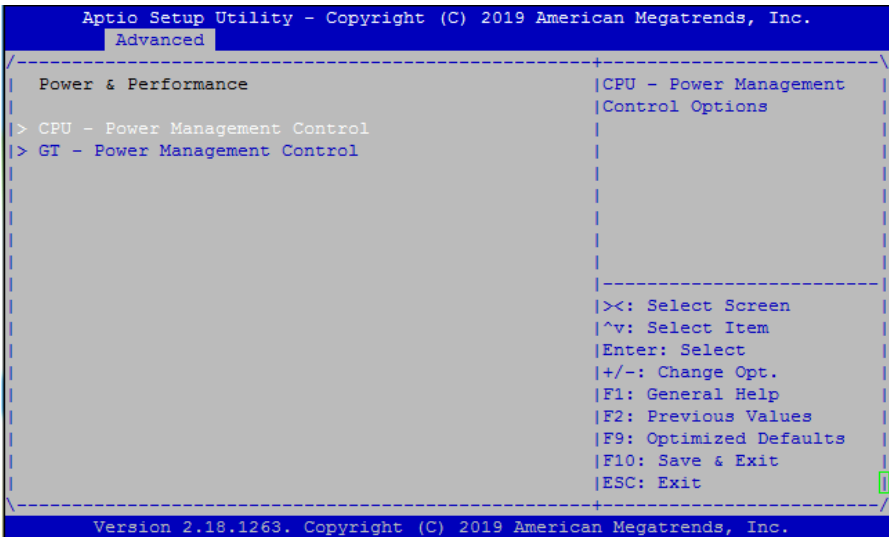 Aptio Setup Utility - Copyright (C) 2019 American Megatrends, Inc.
Advanced
Power & Performance
> CPU - Power Management Control
> GT - Power Management Control
CPU - Power Management
Control Options
><: Select Screen
^v: Select Item
Enter: Select
+/-: Change Opt.
F1: General Help
F2: Previous Values
F9: Optimized Defaults
F10: Save & Exit
ESC: Exit
Version 2.18.1263. Copyright (C) 2019 American Megatrends, Inc.